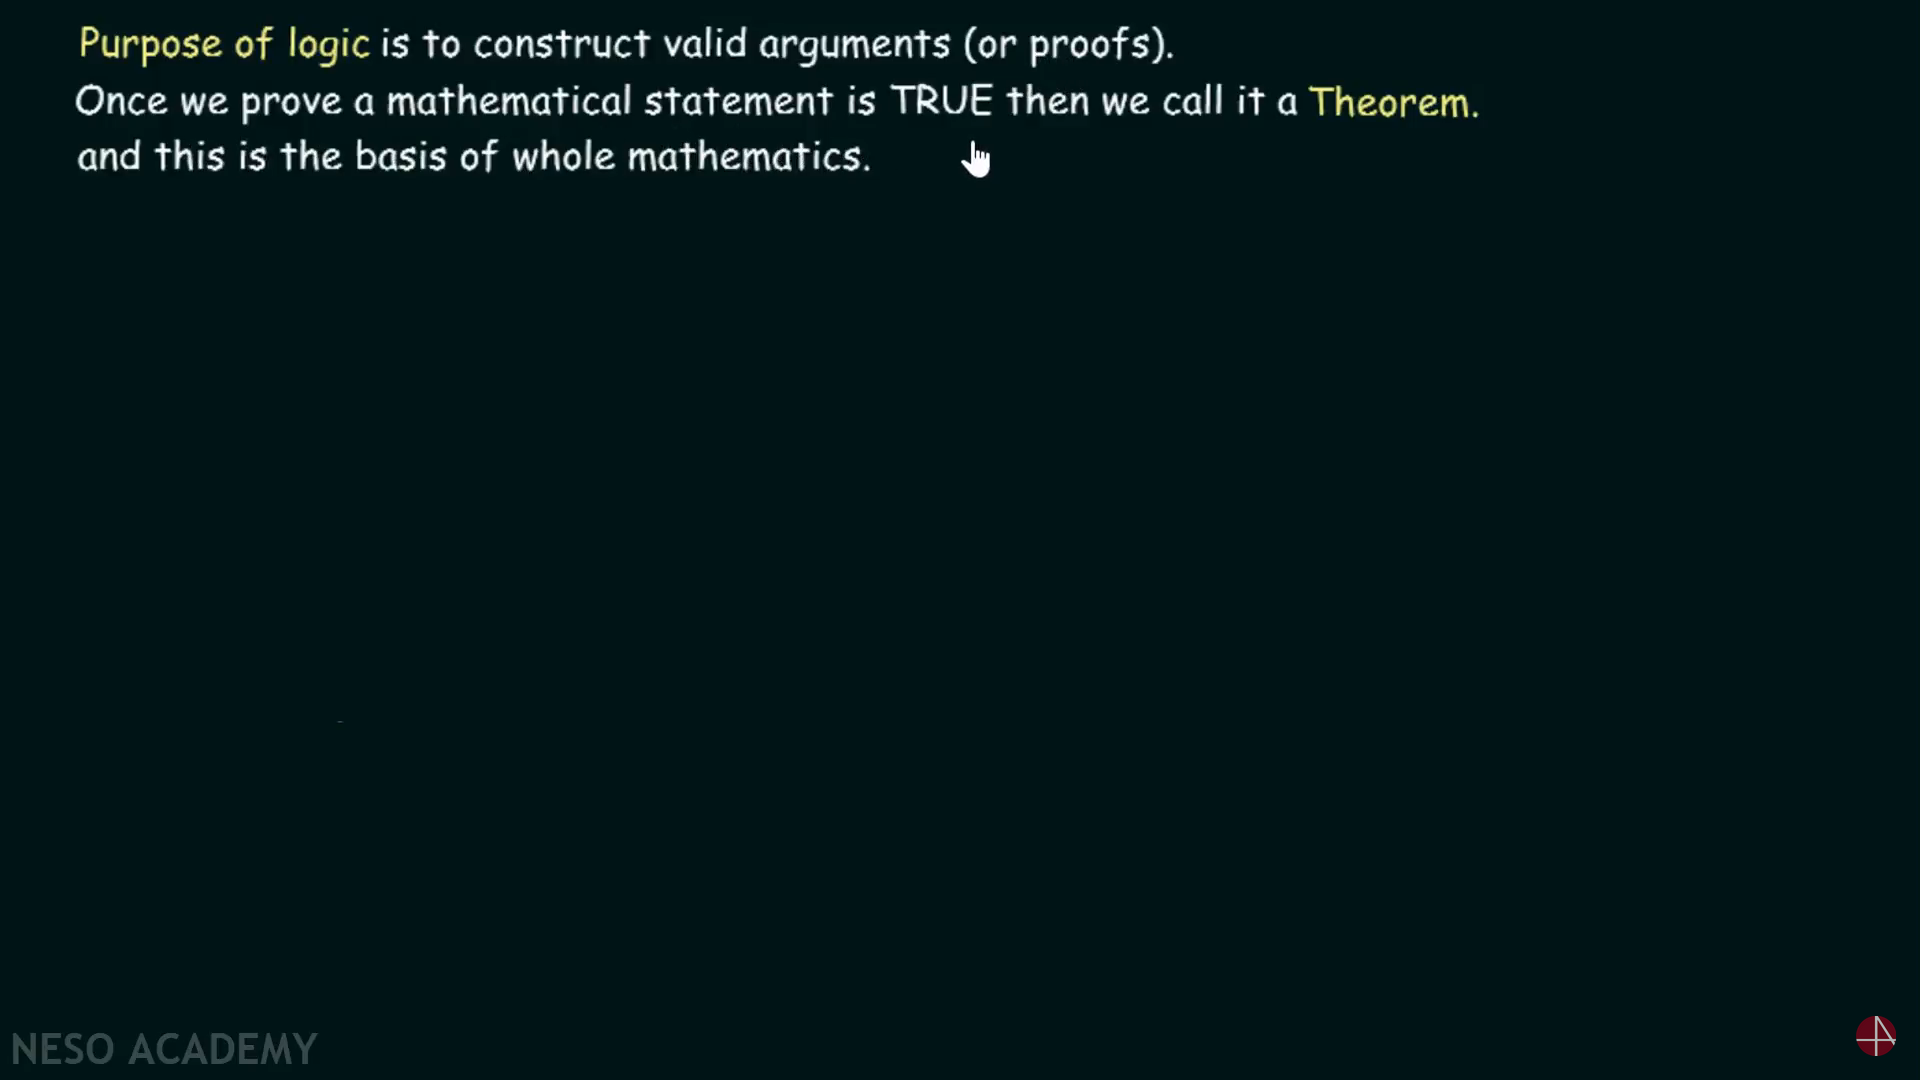 Purpose of logic is to construct valid arguments (or proofs).
Once we prove a mathematical statement is TRUE then we call it a Theorem.
and this is the basis of whole mathematics.
NESO ACADEMY